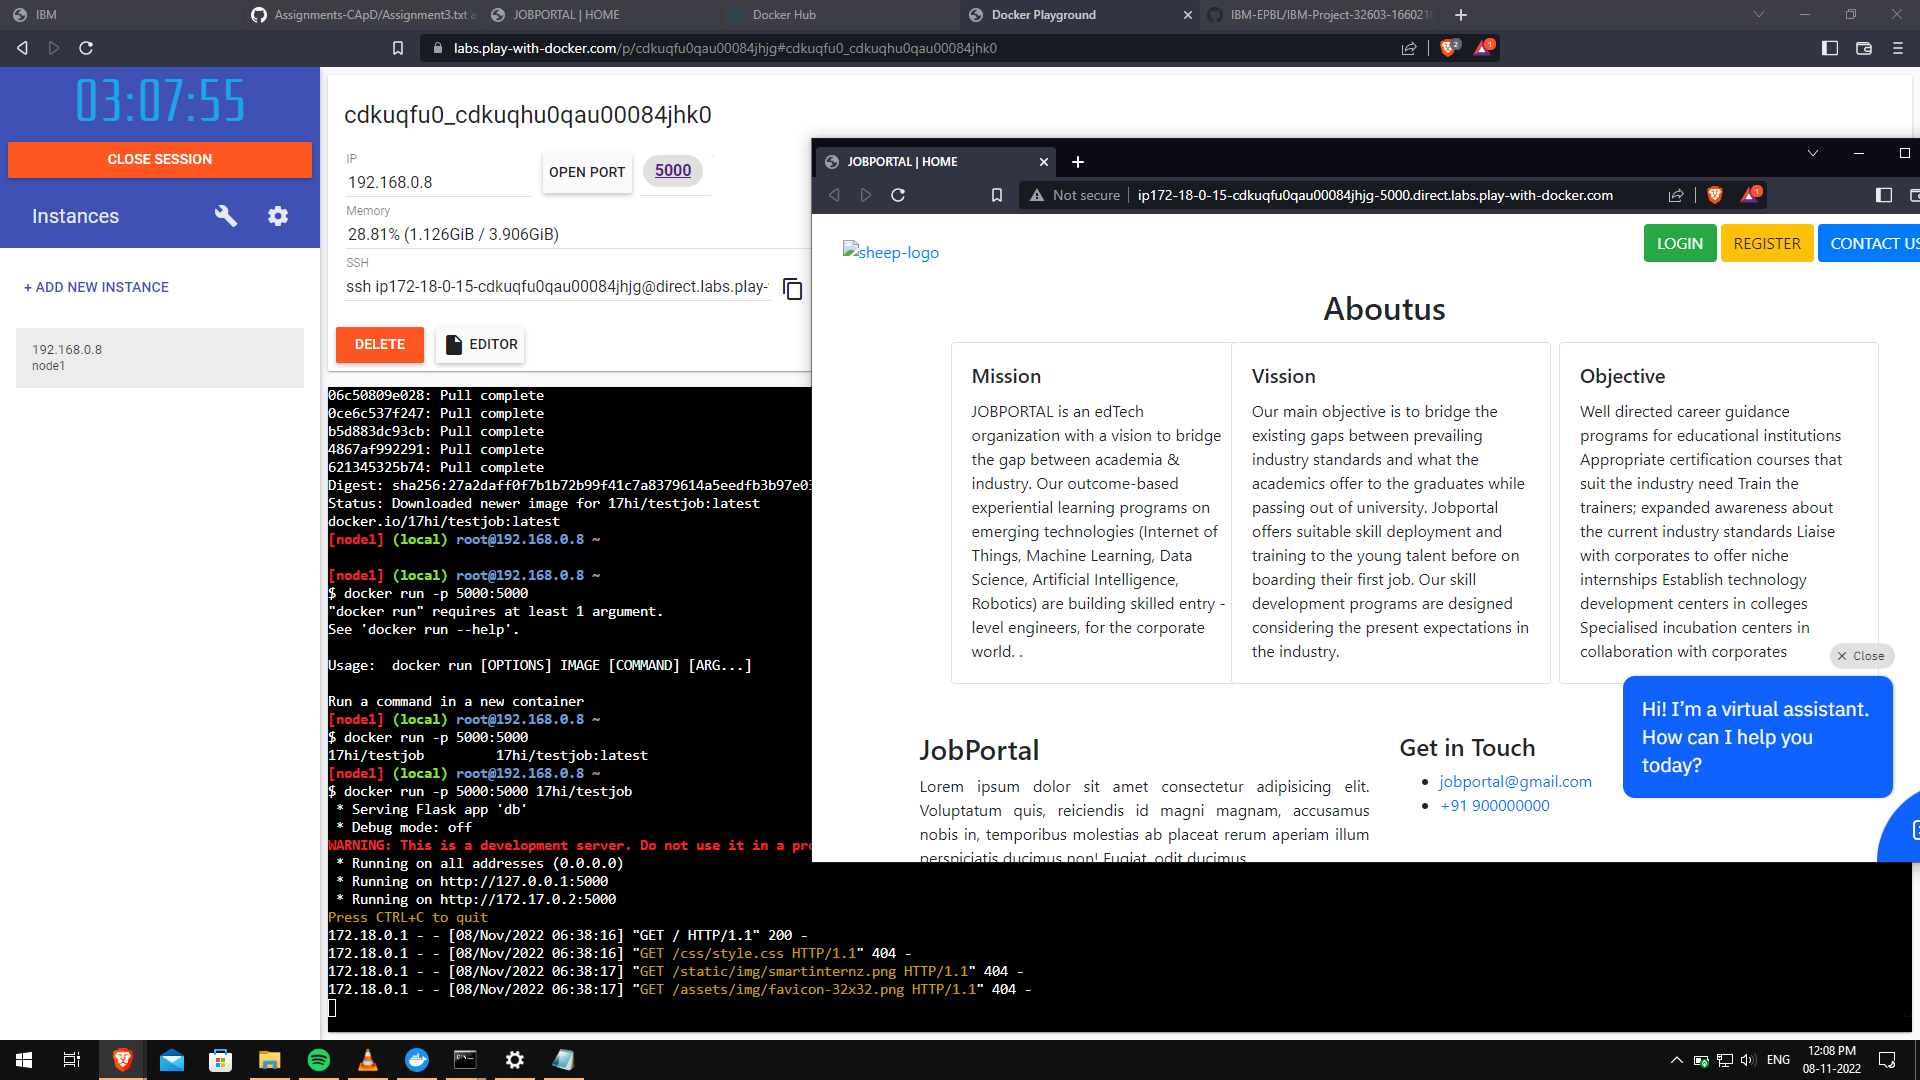 IBM
Assignments-CApD/Assignment3.txt a
JOBPORTAL | HOME
Docker Hub
Docker Playground
IBM-EPBL/IBM-Project-32603-166021
labs.play-with-docker.com/p/cdkuqfu0qau00084jhjg#cdkuqfu0_cdkuqhu0qau00084jhk0
2
1
03:07:55
CLOSE SESSION
Instances
+ ADD NEW INSTANCE
192.168.0.8
node1
cdkuqfu0_cdkuqhu0qau00084jhk0
IP
192.168.0.8
OPEN PORT
5000
Memory
28.81% (1.126GiB / 3.906GiB)
SSH
ssh ip172-18-0-15-cdkuqfu0qau00084jhjg@direct.labs.play-
DELETE
EDITOR
06c50809e028: Pull complete
0ce6c537f247: Pull complete
b5d883dc93cb: Pull complete
4867af992291: Pull complete
621345325b74: Pull complete
Digest: sha256:27a2daff0f7b1b72b99f41c7a8379614a5eedfb3b97e03
Status: Downloaded newer image for 17hi/testjob:latest
docker.io/17hi/testjob:latest
[node1] (local) root@192.168.0.8 ~
[node1] (local) root@192.168.0.8 ~
$ docker run -p 5000:5000
"docker run" requires at least 1 argument.
See 'docker run --help'.
Usage:  docker run [OPTIONS] IMAGE [COMMAND] [ARG...]
Run a command in a new container
[node1] (local) root@192.168.0.8 ~
$ docker run -p 5000:5000
17hi/testjob         17hi/testjob:latest
[node1] (local) root@192.168.0.8 ~
$ docker run -p 5000:5000 17hi/testjob
* Serving Flask app 'db'
* Debug mode: off
WARNING: This is a development server. Do not use it in a pro
* Running on all addresses (0.0.0.0)
* Running on http://127.0.0.1:5000
* Running on http://172.17.0.2:5000
Press CTRL+C to quit
172.18.0.1 - - [08/Nov/2022 06:38:16] "GET / HTTP/1.1" 200 -
172.18.0.1 - - [08/Nov/2022 06:38:16] "GET /css/style.css HTTP/1.1" 404 -
172.18.0.1 - - [08/Nov/2022 06:38:17] "GET /static/img/smartinternz.png HTTP/1.1" 404 -
172.18.0.1 - - [08/Nov/2022 06:38:17] "GET /assets/img/favicon-32x32.png HTTP/1.1" 404 -
JOBPORTAL | HOME
Not secure
ip172-18-0-15-cdkuqfu0qau00084jhjg-5000.direct.labs.play-with-docker.com
1
sheep-logo
LOGIN
REGISTER
CONTACT US
Aboutus
Mission
JOBPORTAL is an edTech
organization with a vision to bridge
the gap between academia &
industry. Our outcome-based
experiential learning programs on
emerging technologies (Internet of
Things, Machine Learning, Data
Science, Artificial Intelligence,
Robotics) are building skilled entry -
level engineers, for the corporate
world. .
Vission
Our main objective is to bridge the
existing gaps between prevailing
industry standards and what the
academics offer to the graduates while
passing out of university. Jobportal
offers suitable skill deployment and
training to the young talent before on
boarding their first job. Our skill
development programs are designed
considering the present expectations in
the industry.
Objective
Well directed career guidance
programs for educational institutions
Appropriate certification courses that
suit the industry need Train the
trainers; expanded awareness about
the current industry standards Liaise
with corporates to offer niche
internships Establish technology
development centers in colleges
Specialised incubation centers in
collaboration with corporates
Close
Hi! I'm a virtual assistant.
How can I help you
today?
JobPortal
Lorem ipsum dolor sit amet consectetur adipisicing elit.
Voluptatum quis, reiciendis id magni magnam, accusamus
nobis in, temporibus molestias ab placeat rerum aperiam illum
perspiciatis ducimus non! Fugiat, odit ducimus
Get in Touch
jobportal@gmail.com
+91 900000000
ENG
12:08 PM
08-11-2022